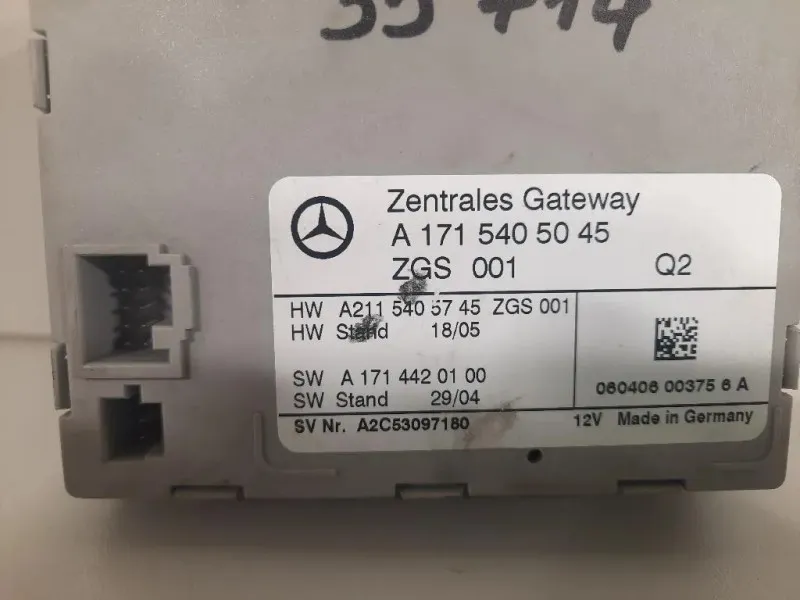 Zentrales Gateway
A 171 540 50 45
ZGS 001 Q2
HW A211 540 57 45 ZGS 001
HW Stand 18/05
SW A 171 442 01 00
SW Stand 29/04
060406 00375 6 A
SV Nr. A2C53097180 12V Made in Germany